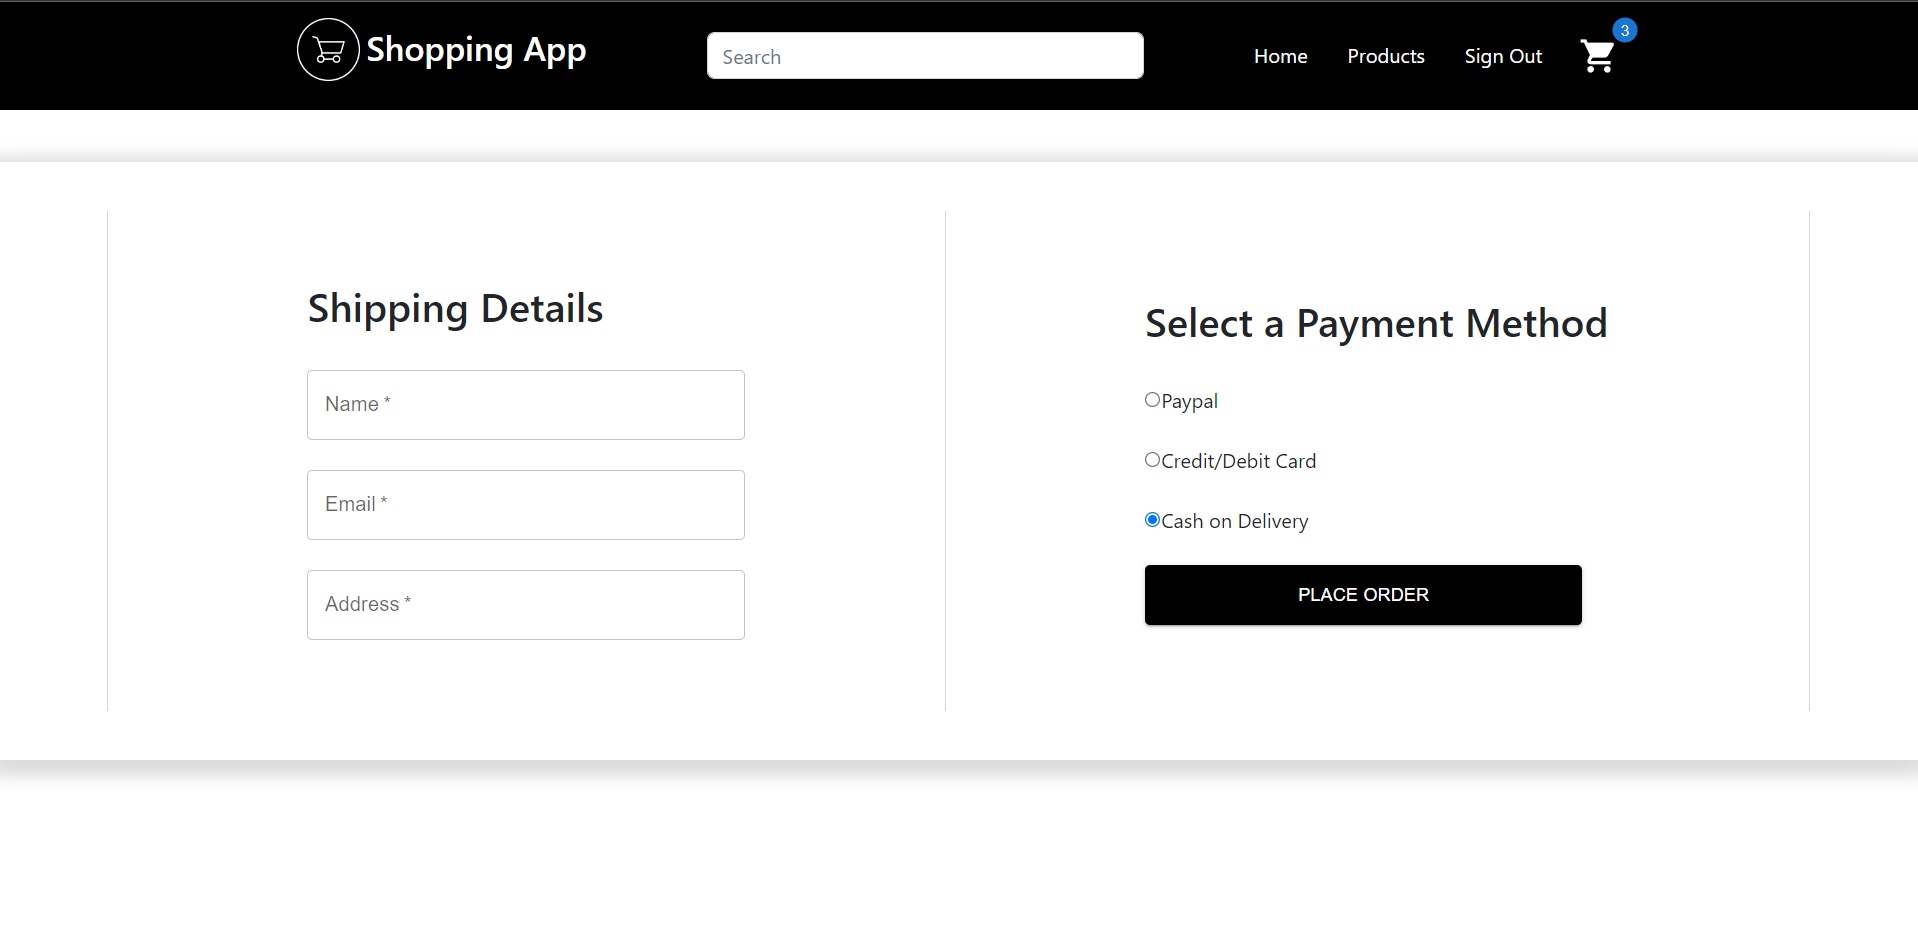 Shopping App
Search
Home
Products
Sign Out
3
Shipping Details
Name *
Email *
Address *
Select a Payment Method
Paypal
Credit/Debit Card
Cash on Delivery
PLACE ORDER